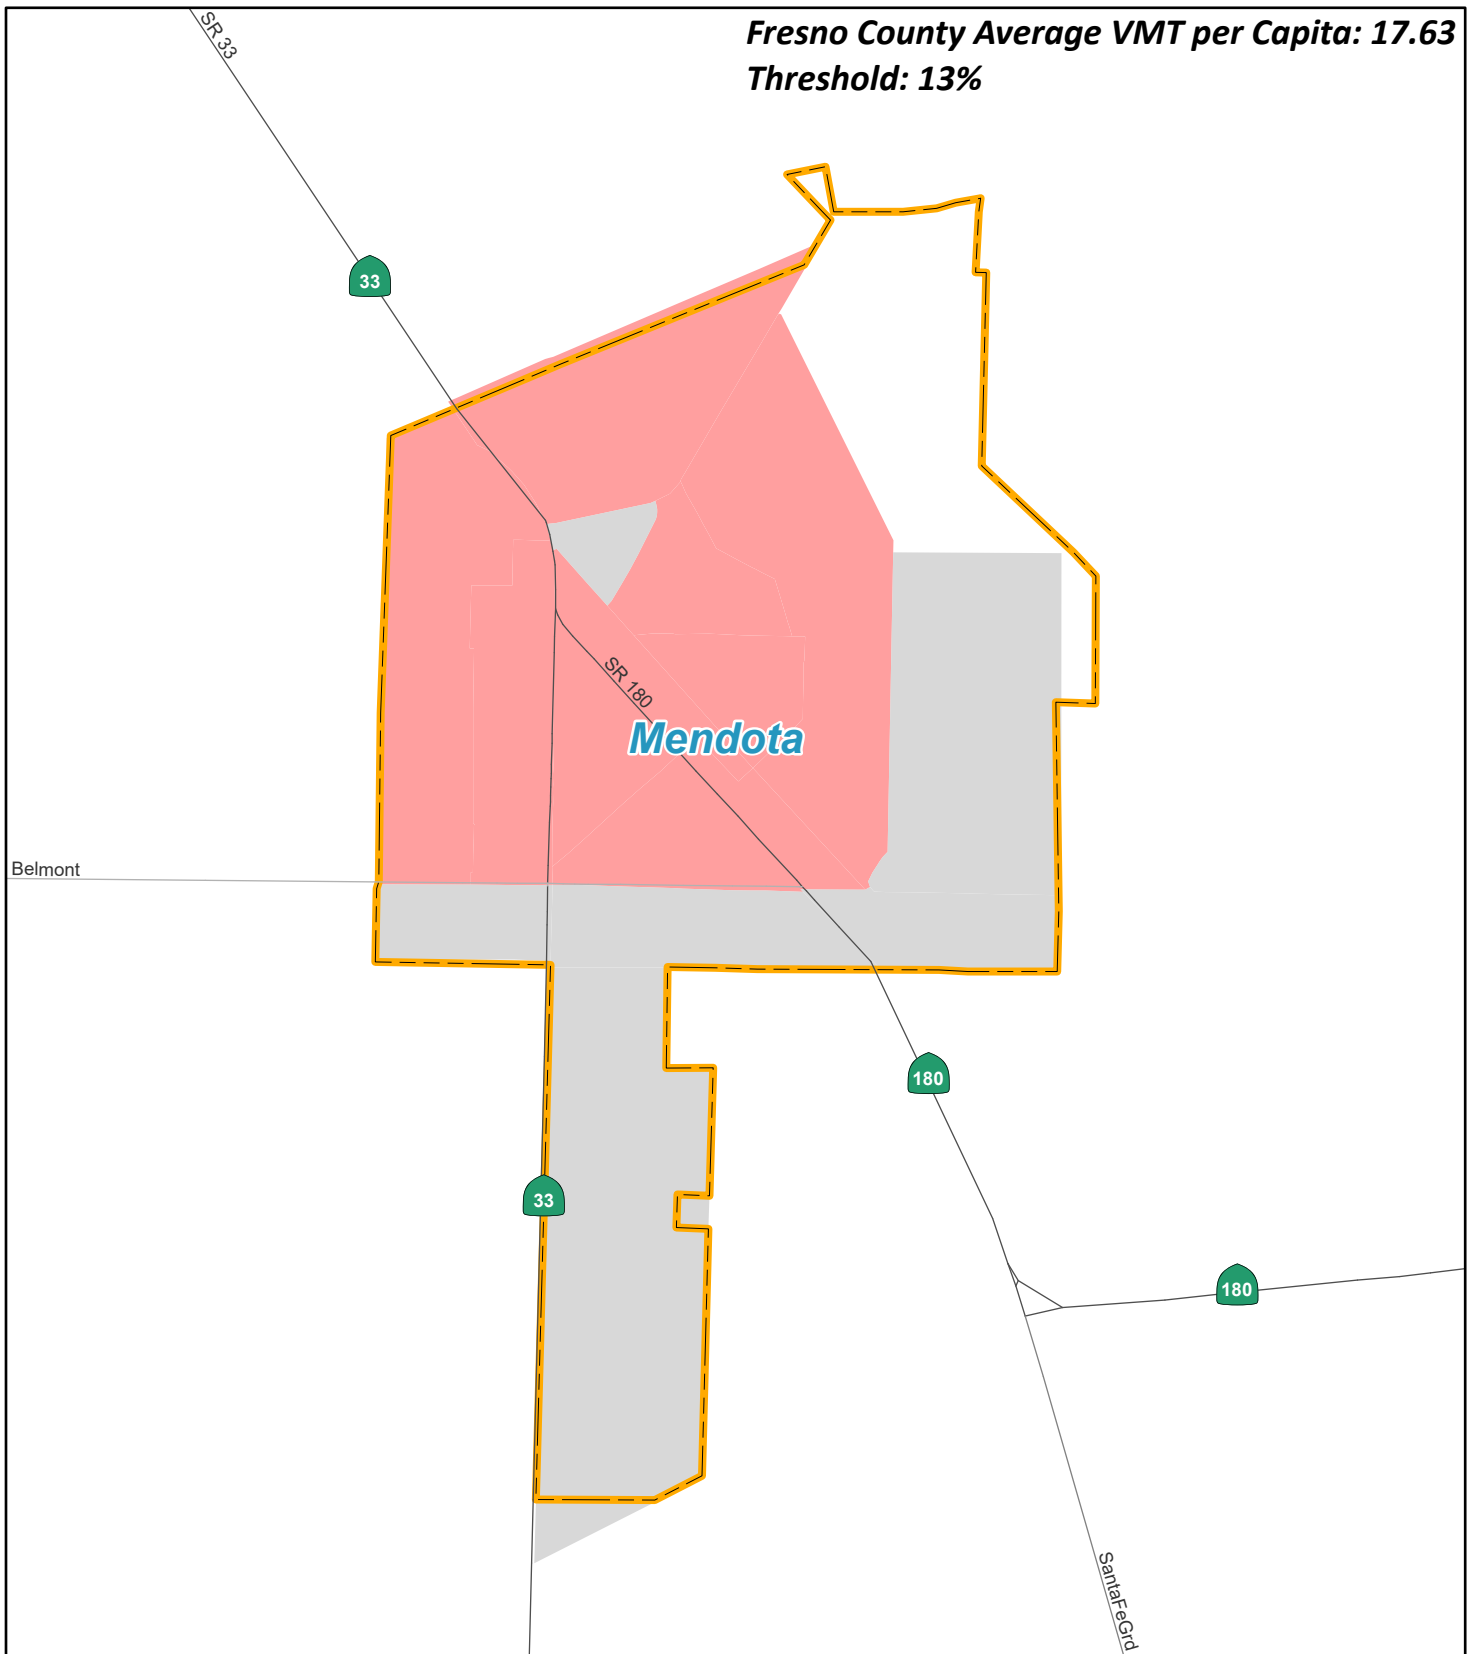 Fresno County Average VMT per Capita: 17.63
Threshold: 13%
SR 33
33
SR 180
Mendota
Belmont
180
33
180
SantaFeGrd